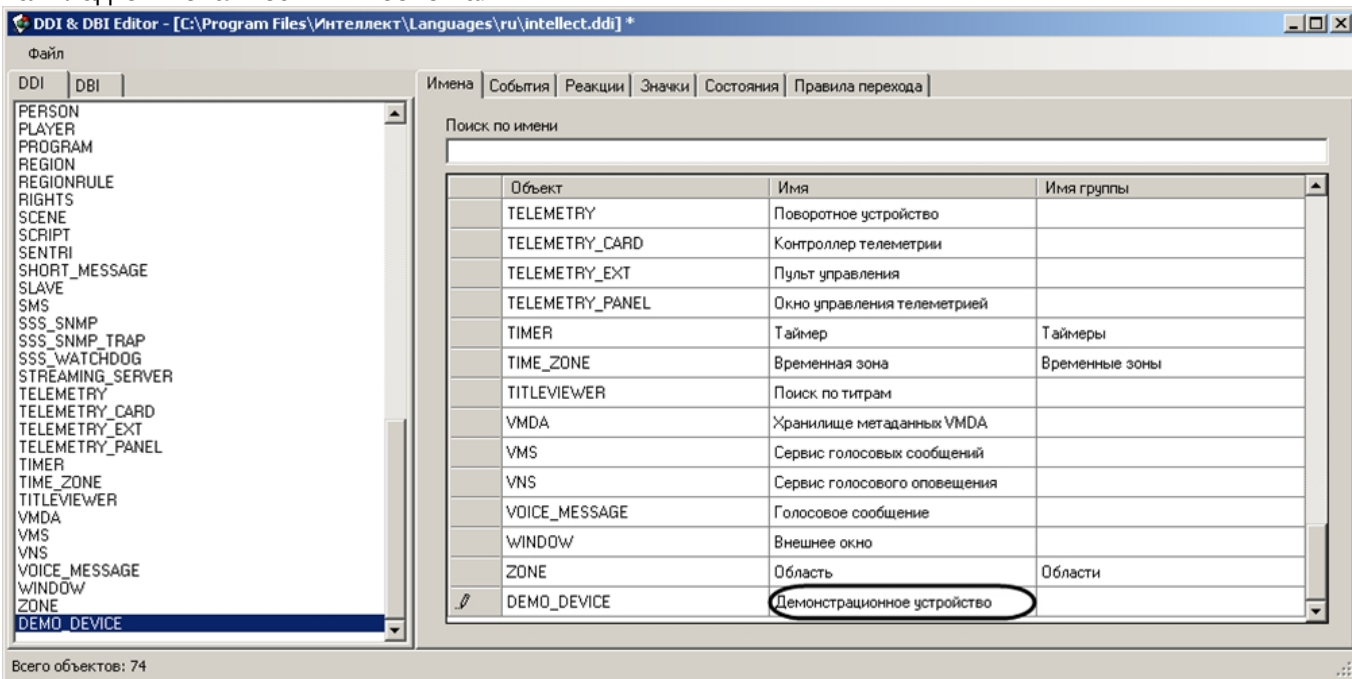 DDI & DBI Editor - [C:\Program Files\Интеллект\Languages\ru\intellect.ddi] *
Файл
DDI DBI
PERSON
PLAYER
PROGRAM
REGION
REGIONRULE
RIGHTS
SCENE
SCRIPT
SENTRI
SHORT_MESSAGE
SLAVE
SMS
SSS_SNMP
SSS_SNMP_TRAP
SSS_WATCHDOG
STREAMING_SERVER
TELEMETRY
TELEMETRY_CARD
TELEMETRY_EXT
TELEMETRY_PANEL
TIMER
TIME_ZONE
TITLEVIEWER
VMDA
VMS
VNS
VOICE_MESSAGE
WINDOW
ZONE
DEMO_DEVICE
Имена События Реакции Значки Состояния Правила перехода
Поиск по имени
Объект Имя Имя группы
TELEMETRY Поворотное устройство
TELEMETRY_CARD Контроллер телеметрии
TELEMETRY_EXT Пульт управления
TELEMETRY_PANEL Окно управления телеметрией
TIMER Таймер Таймеры
TIME_ZONE Временная зона Временные зоны
TITLEVIEWER Поиск по титрам
VMDA Хранилище метаданных VMDA
VMS Сервис голосовых сообщений
VNS Сервис голосового оповещения
VOICE_MESSAGE Голосовое сообщение
WINDOW Внешнее окно
ZONE Область Области
DEMO_DEVICE Демонстрационное устройство
Всего объектов: 74